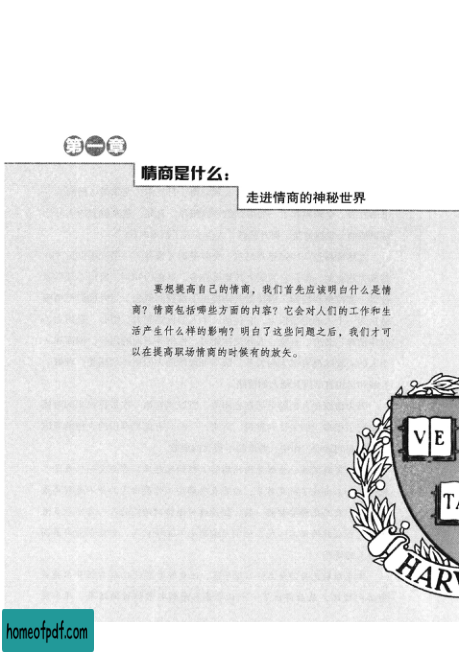 第一章
情商是什么：
走进情商的神秘世界
要想提高自己的情商，我们首先应该明白什么是情
商？情商包括哪些方面的内容？它会对人们的工作和生
活产生什么样的影响？明白了这些问题之后，我们才可
以在提高职场情商的时候有的放矢。
VE
TA
HARV
homeofpdf.com